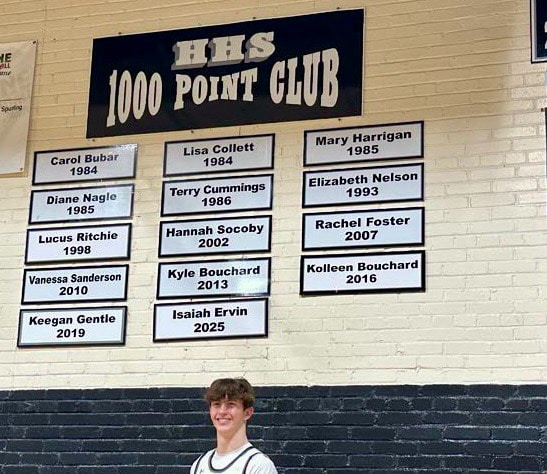 HHS
1000 POINT CLUB
Carol Bubar
1984
Lisa Collett
1984
Mary Harrigan
1985
Diane Nagle
1985
Terry Cummings
1986
Elizabeth Nelson
1993
Lucus Ritchie
1998
Hannah Socoby
2002
Rachel Foster
2007
Vanessa Sanderson
2010
Kyle Bouchard
2013
Kolleen Bouchard
2016
Keegan Gentle
2019
Isaiah Ervin
2025